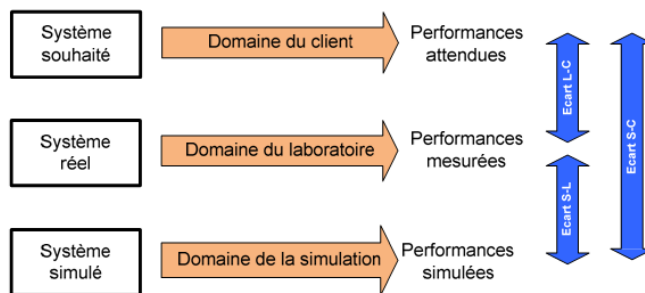 Système
souhaité
Domaine du client
Performances
attendues
Ecart L-C
Ecart S-C
Système
réel
Domaine du laboratoire
Performances
mesurées
Ecart S-L
Système
simulé
Domaine de la simulation
Performances
simulées